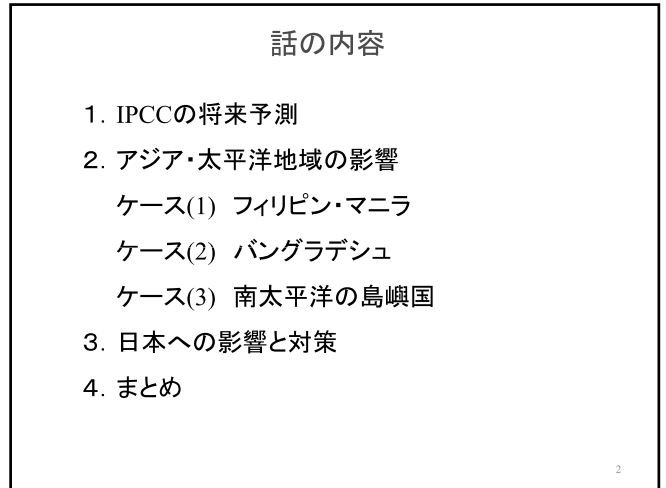 話の内容
１．IPCCの将来予測
２．アジア・太平洋地域の影響
ケース(1)　フィリピン・マニラ
ケース(2)　バングラデシュ
ケース(3)　南太平洋の島嶼国
３．日本への影響と対策
４．まとめ
2